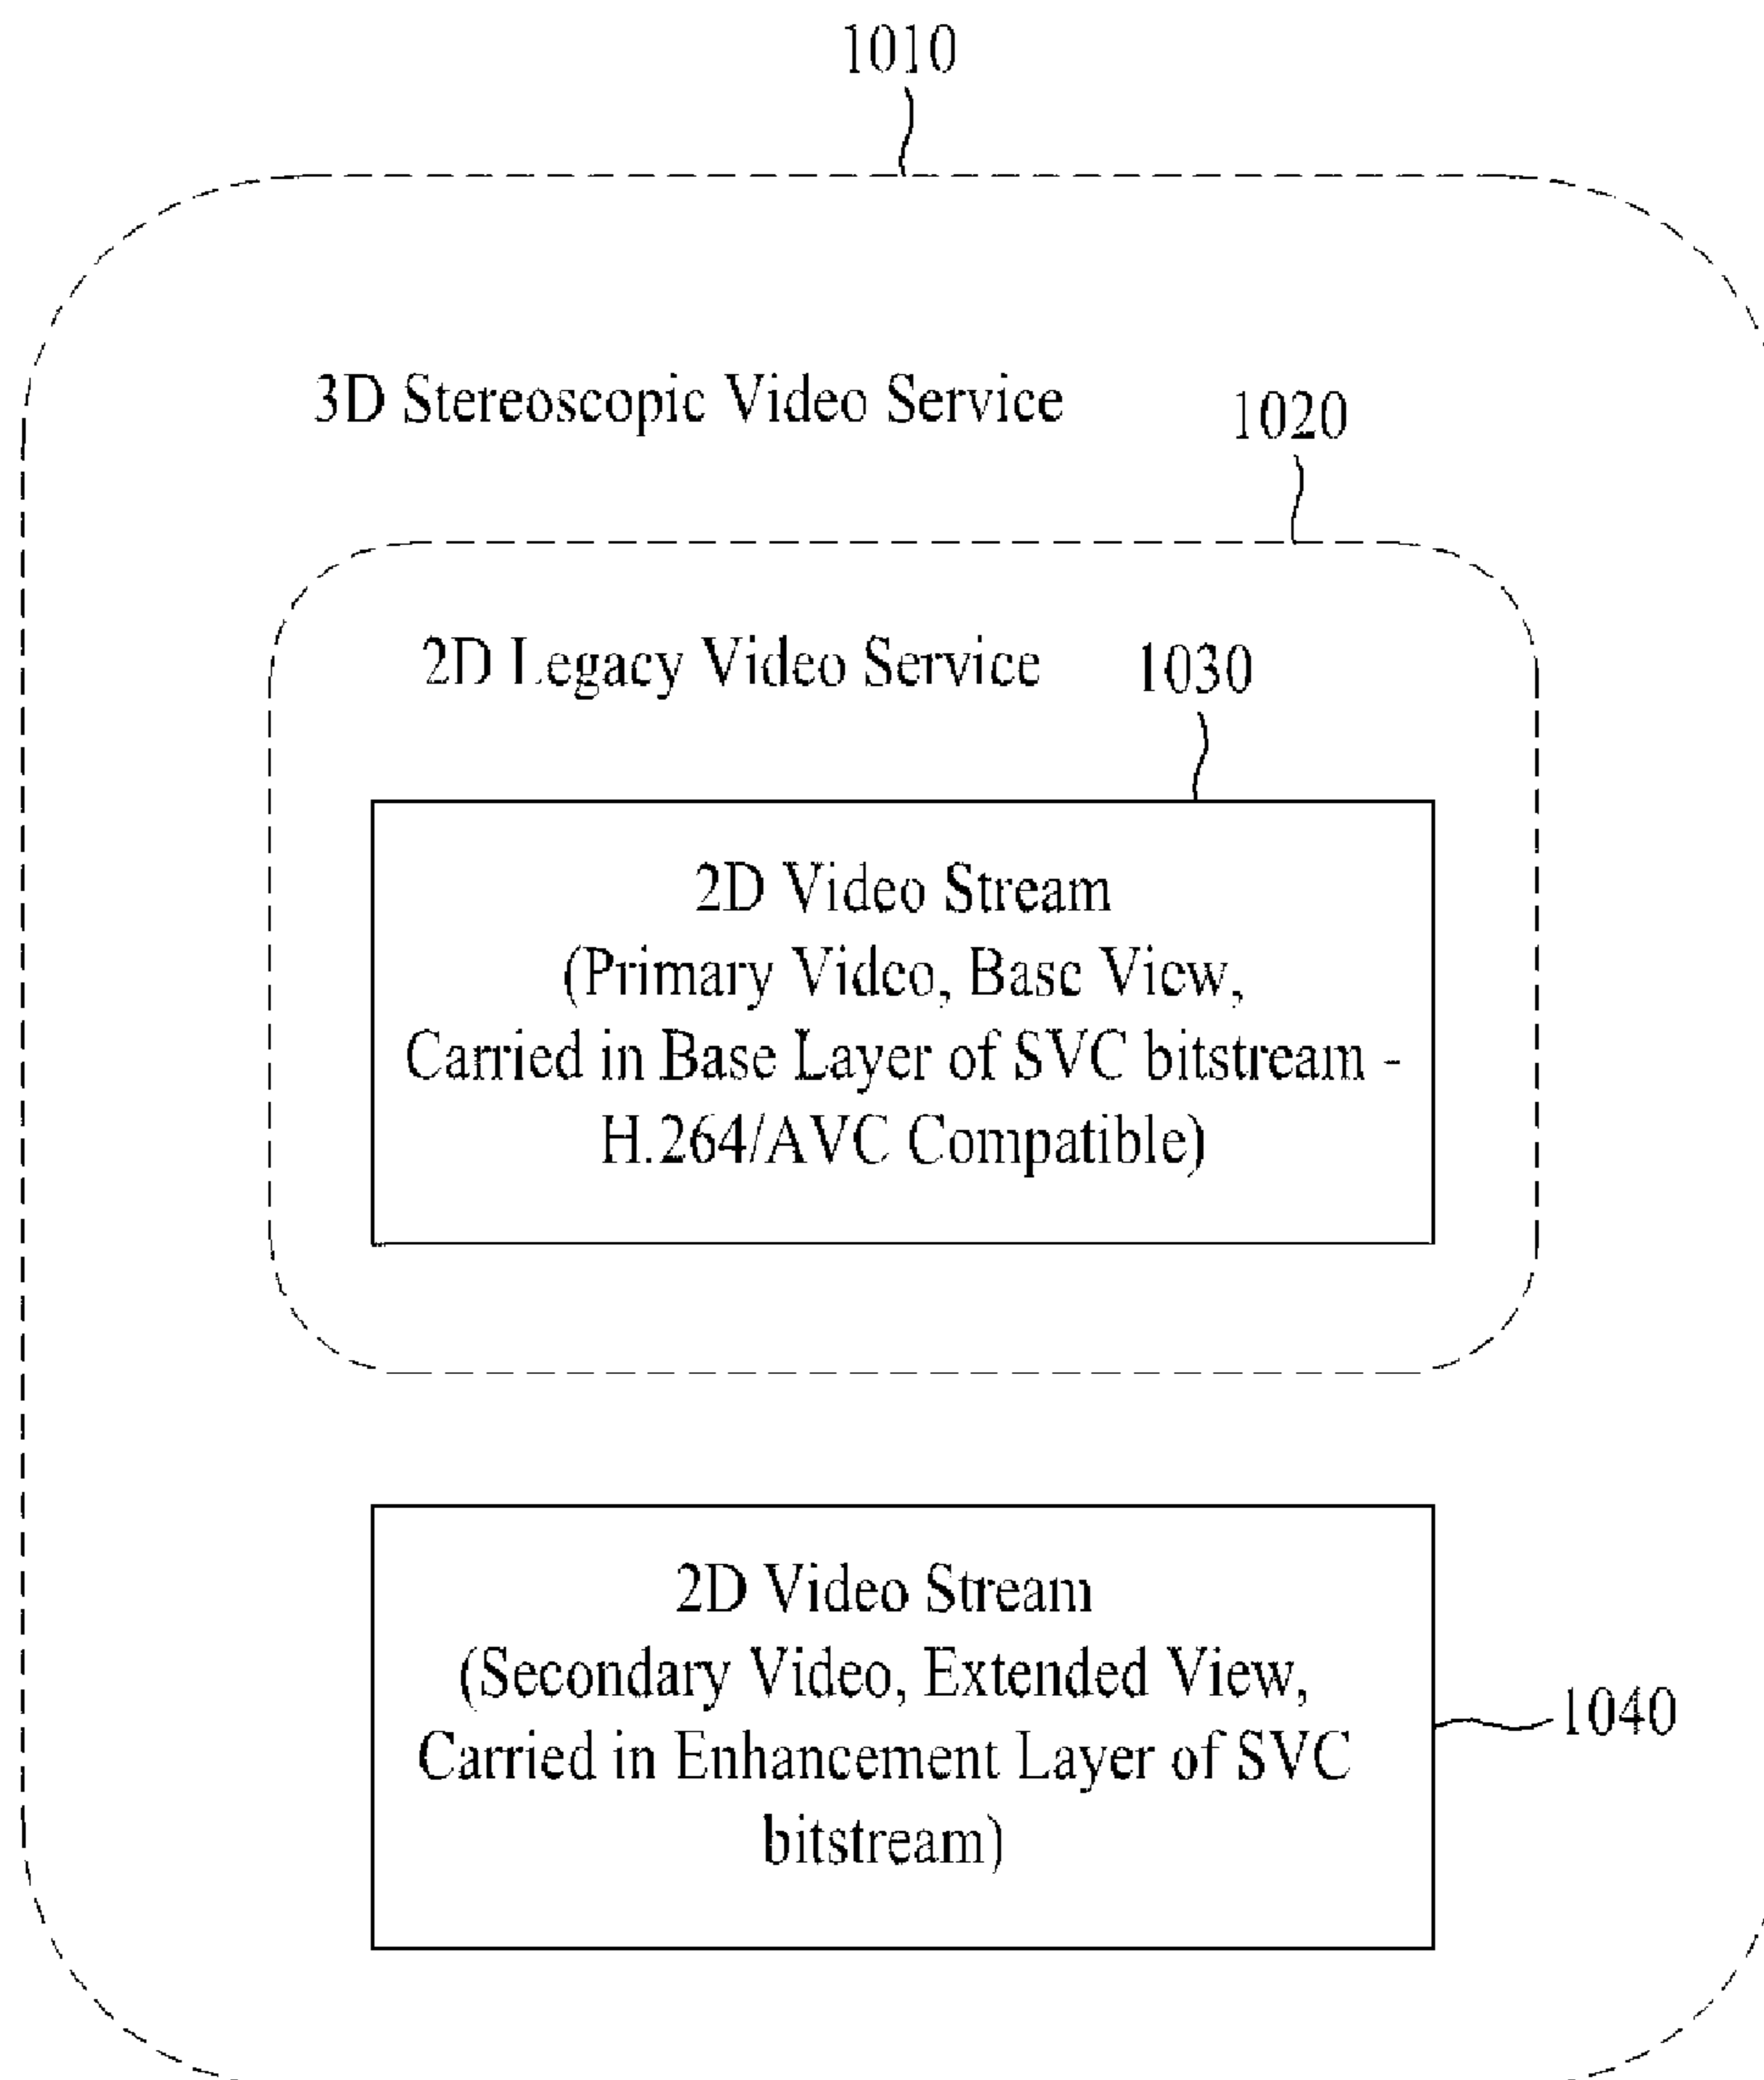 1010
3D Stereoscopic Video Service
1020
2D Legacy Video Service
1030
2D Video Stream
(Primary Video, Base View,
Carried in Base Layer of SVC bitstream -
H.264/AVC Compatible)
2D Video Stream
(Secondary Video, Extended View,
Carried in Enhancement Layer of SVC
bitstream)
1040